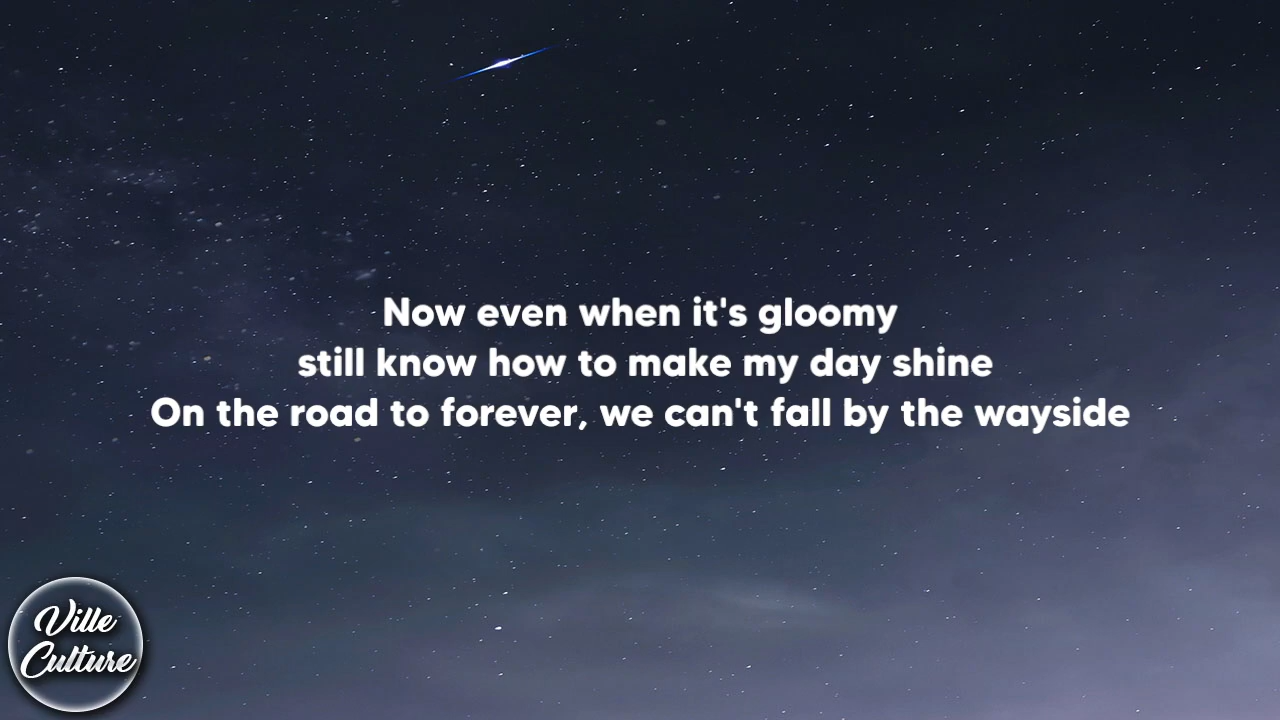 Now even when it's gloomy
still know how to make my day shine
On the road to forever, we can't fall by the wayside
Ville
Culture